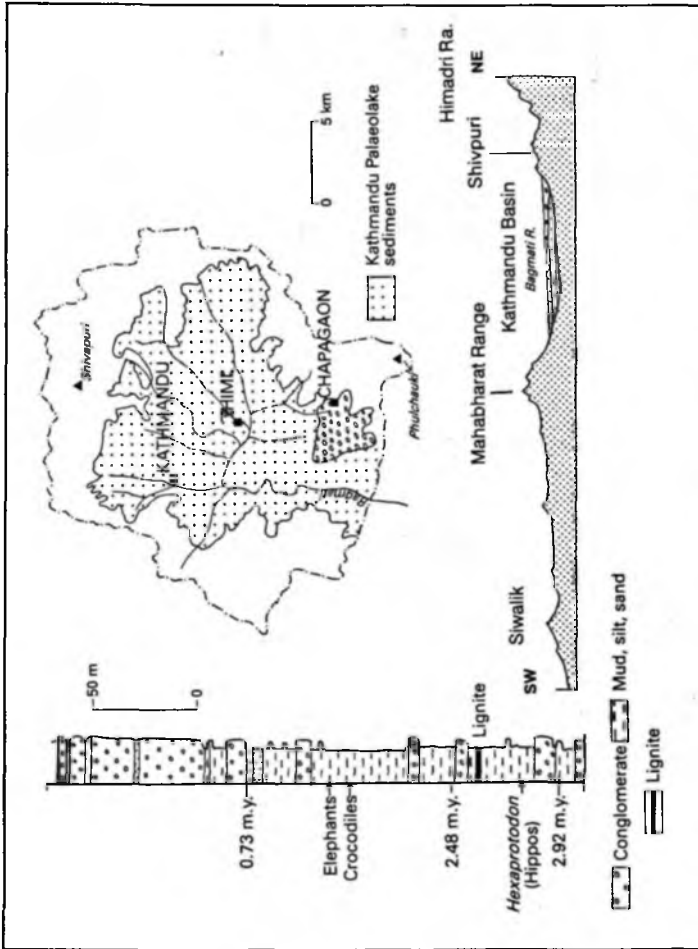 50 m
0
0.73 m.y.
Elephants
Crocodiles
2.48 m.y.
Lignite
Hexaprotodon
(Hippos)
2.92 m.y.
Conglomerate
Mud, silt, sand
Lignite
Shivapuri
KATHMANDU
CHAPAGAON
Phulchauki
0
5 km
Kathmandu Palaeolake
sediments
SW
Siwalik
Mahabharat Range
Kathmandu Basin
Bagmati R.
Shivpuri
Himadri Ra.
NE